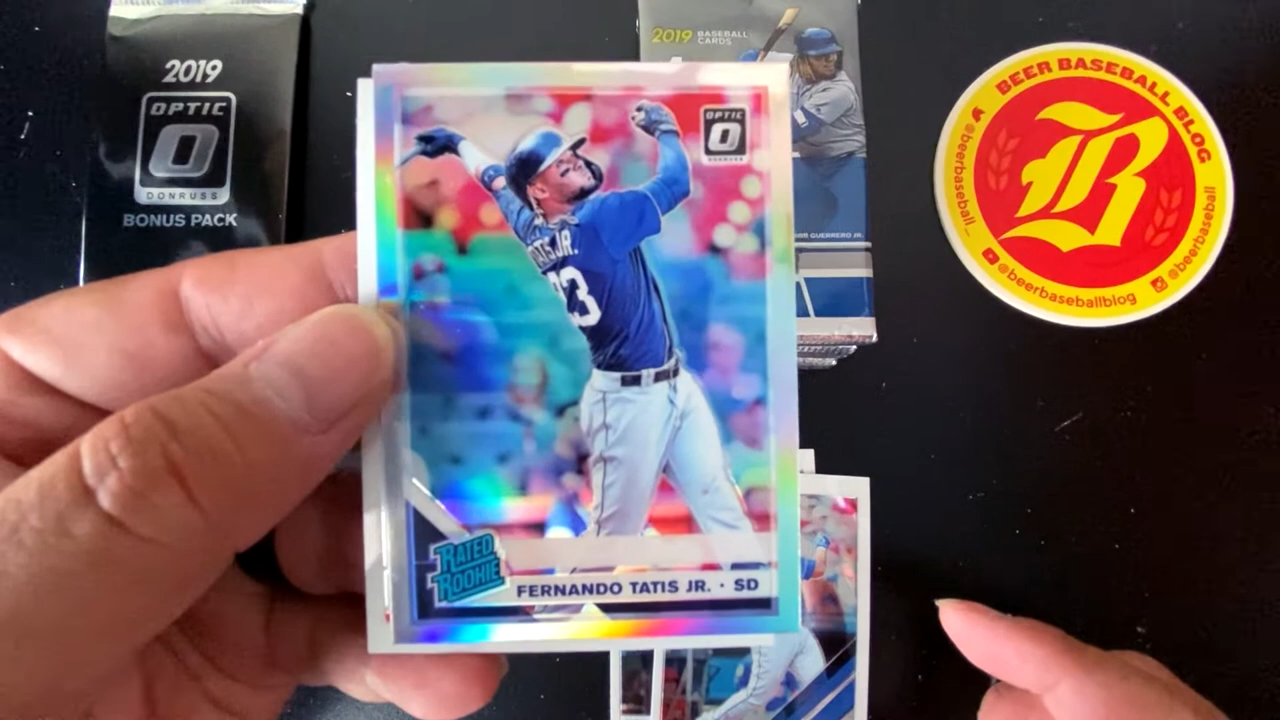 2019
OPTIC
O
DONRUSS
BONUS PACK
2019 BASEBALL
CARDS
GUERRERO JR.
OPTIC
O
DONRUSS
TATIS JR.
23
RATED
ROOKIE
FERNANDO TATIS JR. · SD
BEER BASEBALL BLOG
B
@beerbaseball_
@beerbaseballblog
@beerbaseball